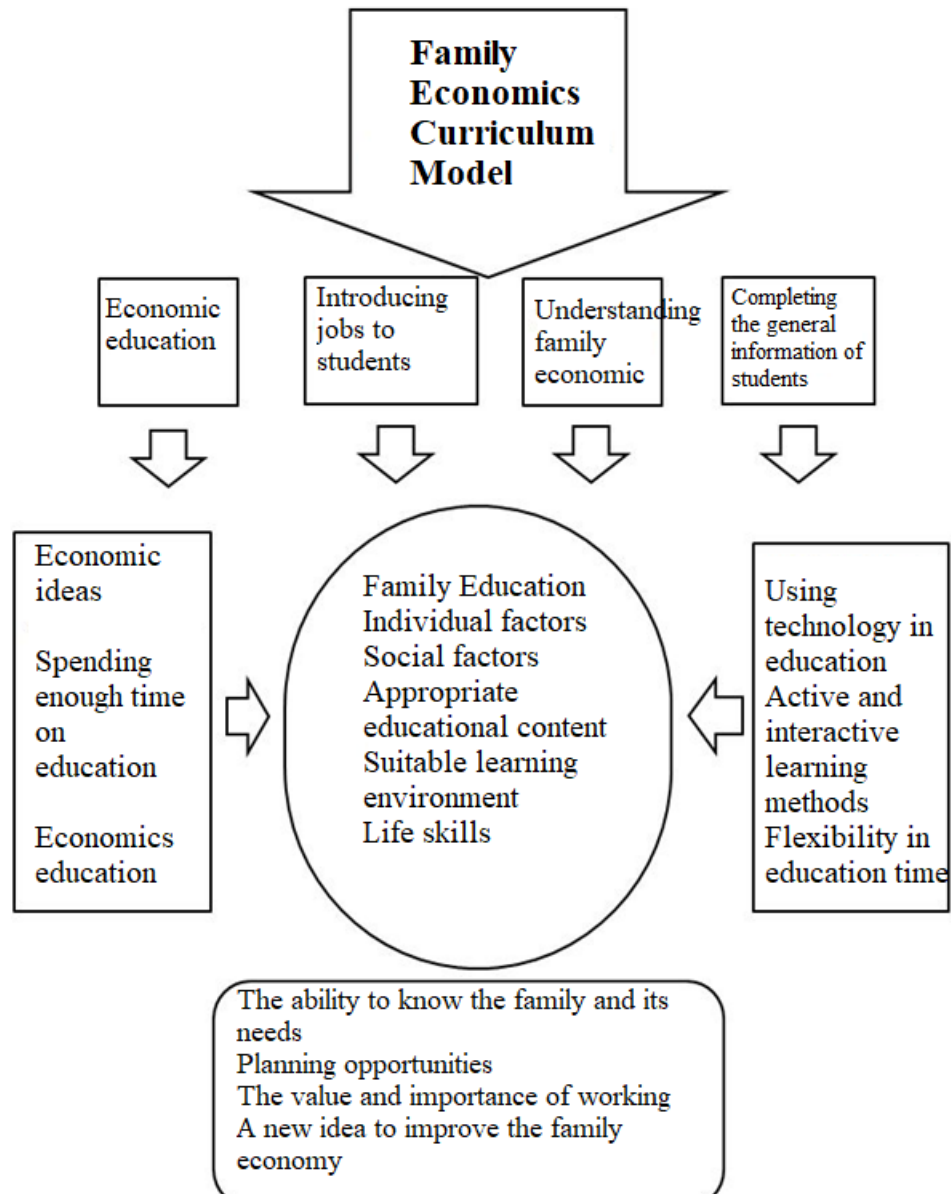 Family
Economics
Curriculum
Model
Economic
education
Introducing
jobs to
students
Understanding
family
economic
Completing
the general
information of
students
Economic
ideas
Spending
enough time
on
education
Economics
education
Family Education
Individual factors
Social factors
Appropriate
educational content
Suitable learning
environment
Life skills
Using
technology in
education
Active and
interactive
learning
methods
Flexibility in
education time
The ability to know the family and its
needs
Planning opportunities
The value and importance of working
A new idea to improve the family
economy